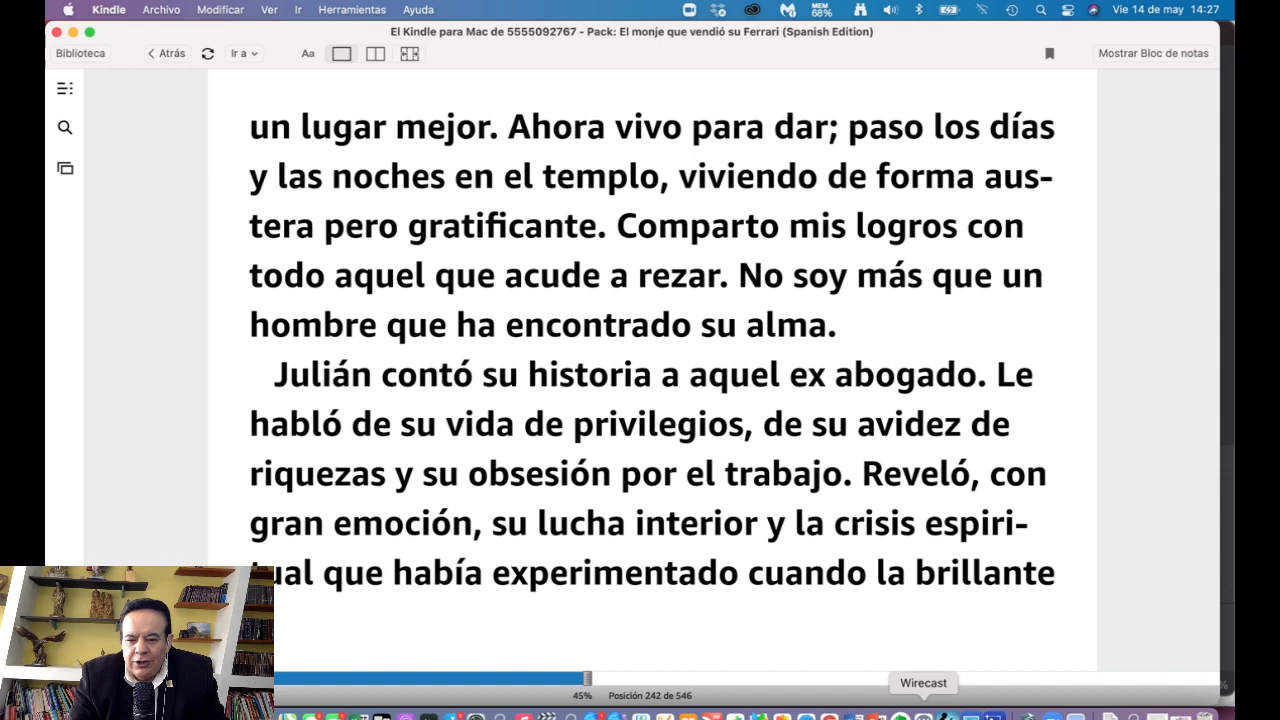 Kindle Archivo Modificar Ver Ir Herramientas Ayuda MEM 68% Vie 14 de may 14:27
El Kindle para Mac de 5555092767 - Pack: El monje que vendió su Ferrari (Spanish Edition)
Biblioteca Atrás Ir a Aa Mostrar Bloc de notas
un lugar mejor. Ahora vivo para dar; paso los días
y las noches en el templo, viviendo de forma aus-
tera pero gratificante. Comparto mis logros con
todo aquel que acude a rezar. No soy más que un
hombre que ha encontrado su alma.
Julián contó su historia a aquel ex abogado. Le
habló de su vida de privilegios, de su avidez de
riquezas y su obsesión por el trabajo. Reveló, con
gran emoción, su lucha interior y la crisis espiri-
tual que había experimentado cuando la brillante
Wirecast
45% Posición 242 de 546